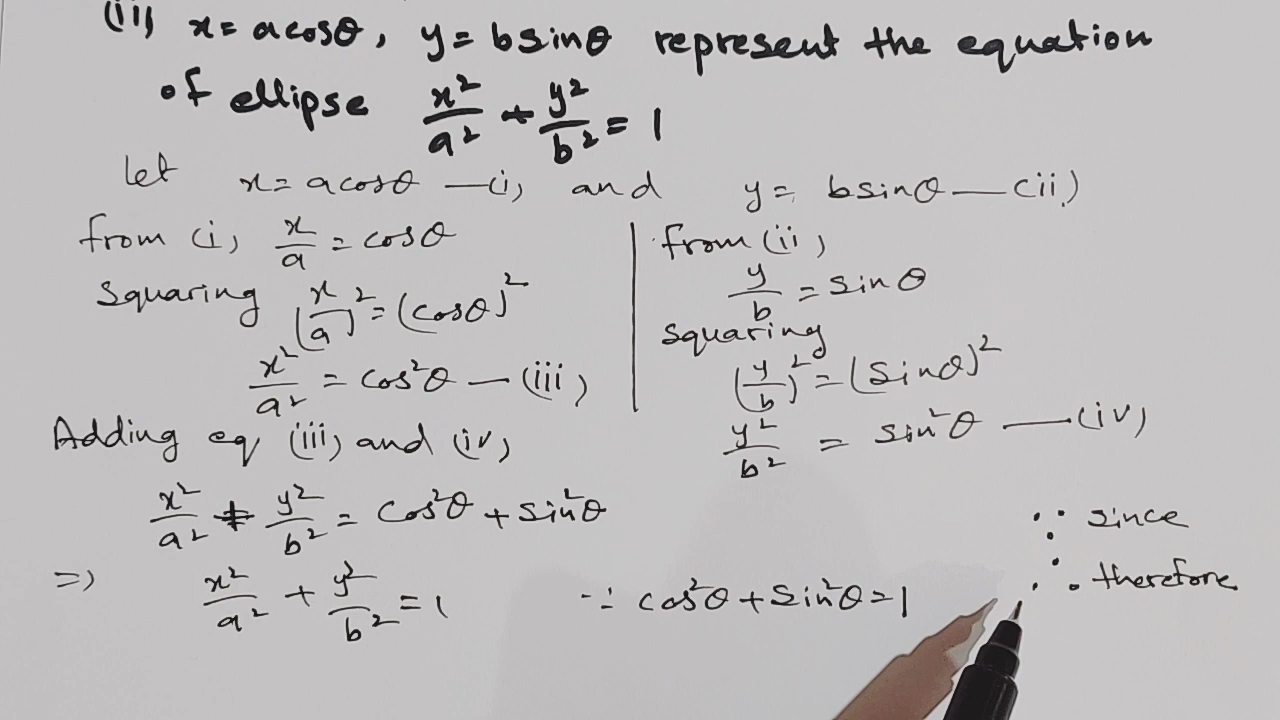 (ii) x = a cosθ, y = b sinθ represent the equation
of ellipse x²/a² + y²/b² = 1
let x = a cosθ — (i) and y = b sinθ — (ii)
from (i) x/a = cosθ
Squaring (x/a)² = (cosθ)²
x²/a² = cos²θ — (iii)
from (ii)
y/b = sinθ
squaring
(y/b)² = (sinθ)²
y²/b² = sin²θ — (iv)
Adding eq (iii) and (iv)
x²/a² + y²/b² = cos²θ + sin²θ
=> x²/a² + y²/b² = 1 ∵ cos²θ + sin²θ = 1
∵ since
∴ therefore